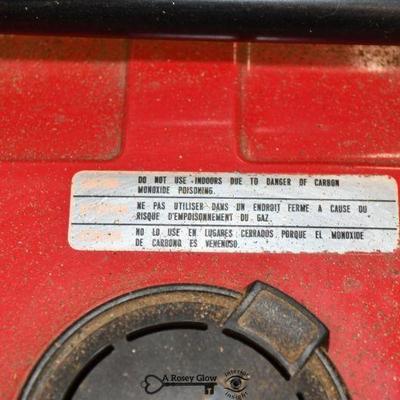 DO NOT USE INDOORS DUE TO DANGER OF CARBON
MONOXIDE POISONING.
NE PAS UTILISER DANS UN ENDROIT FERME A CAUSE DU
RISQUE D'EMPOISONNEMENT DU GAZ
NO LO USE EN LUGARES CERRADOS PORQUE EL MONOXIDE
DE CARBONO ES VENENOSO.
A Rosey Glow
Interior
Insight